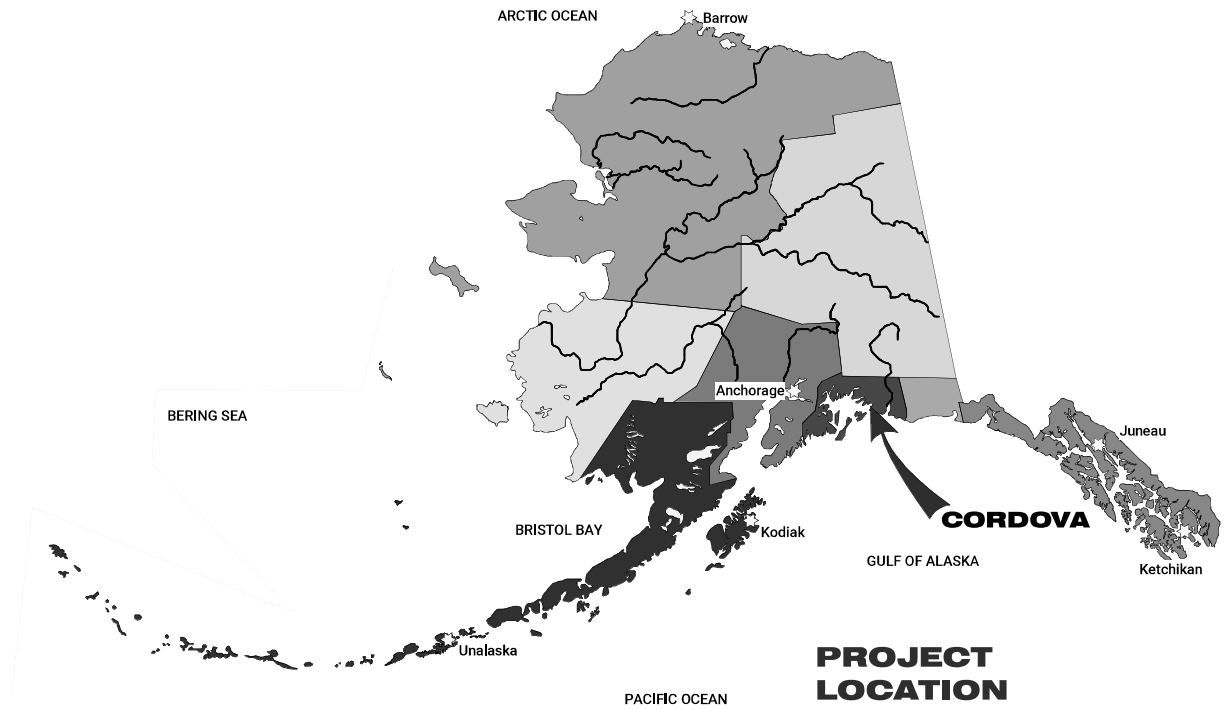 ARCTIC OCEAN
Barrow
Anchorage
BERING SEA
Juneau
CORDOVA
BRISTOL BAY
Kodiak
GULF OF ALASKA
Ketchikan
Unalaska
PROJECT
LOCATION
PACIFIC OCEAN